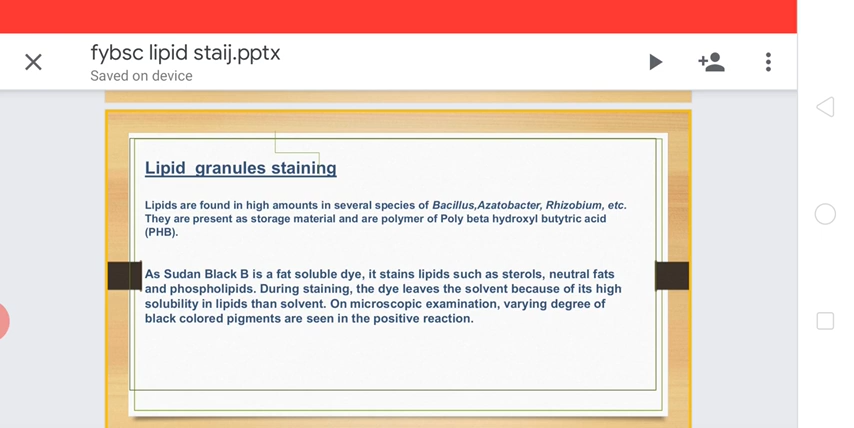 fybsc lipid staij.pptx
Saved on device
Lipid granules staining
Lipids are found in high amounts in several species of Bacillus,Azatobacter, Rhizobium, etc.
They are present as storage material and are polymer of Poly beta hydroxyl butytric acid
(PHB).
As Sudan Black B is a fat soluble dye, it stains lipids such as sterols, neutral fats
and phospholipids. During staining, the dye leaves the solvent because of its high
solubility in lipids than solvent. On microscopic examination, varying degree of
black colored pigments are seen in the positive reaction.